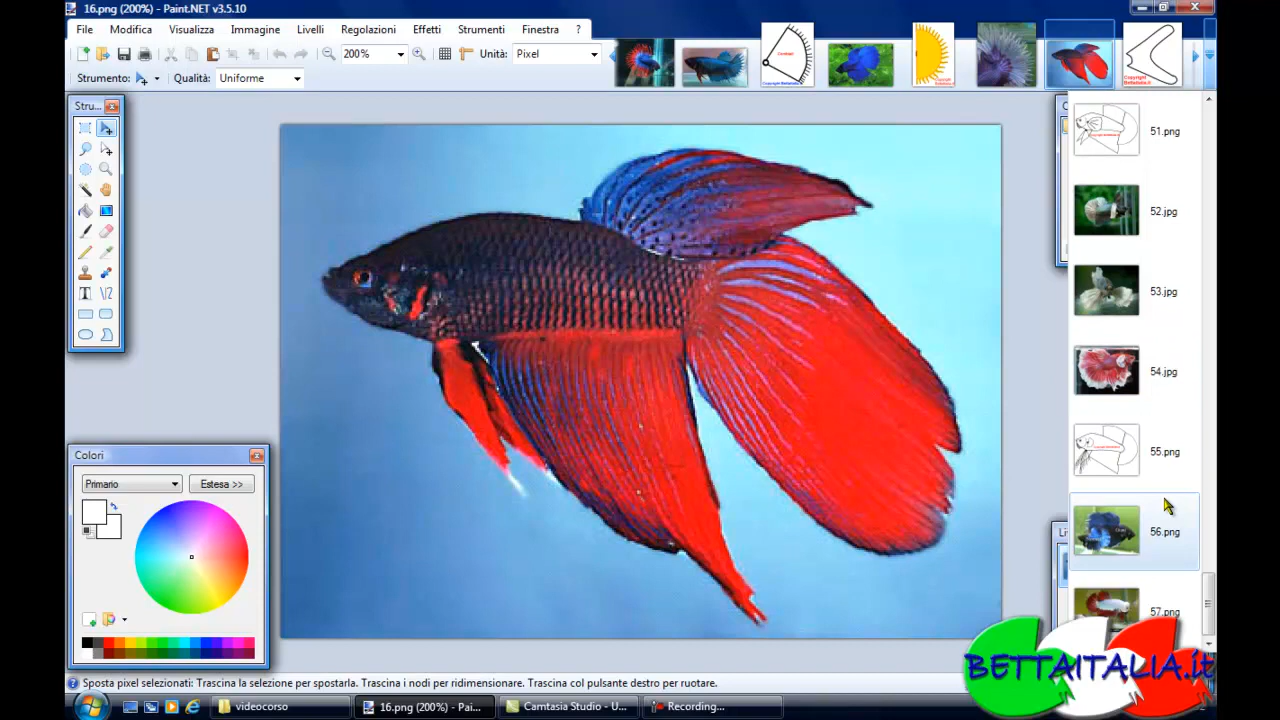 16.png (200%) - Paint.NET v3.5.10
File Modifica Visualizza Immagine Livelli Regolazioni Effetti Strumenti Finestra ?
200% Unità: Pixel
Strumento: Qualità: Uniforme
Stru...
51.png
52.jpg
53.jpg
54.jpg
55.png
56.png
57.png
Colori
Primario Estesa >>
BETTAITALIA.it
Sposta pixel selezionati: Trascina la selezione per spostarla. Trascina i nodi per ridimensionare. Trascina col pulsante destro per ruotare.
videocorso 16.png (200%) - Pai... Camtasia Studio - U... Recording...